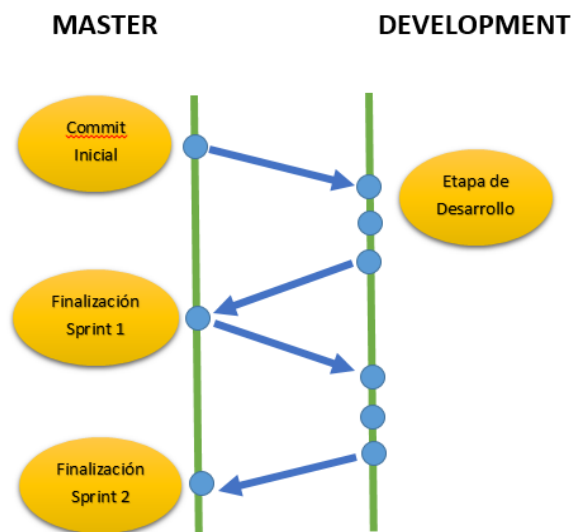 MASTER
DEVELOPMENT
Commit
Inicial
Etapa de
Desarrollo
Finalización
Sprint 1
Finalización
Sprint 2